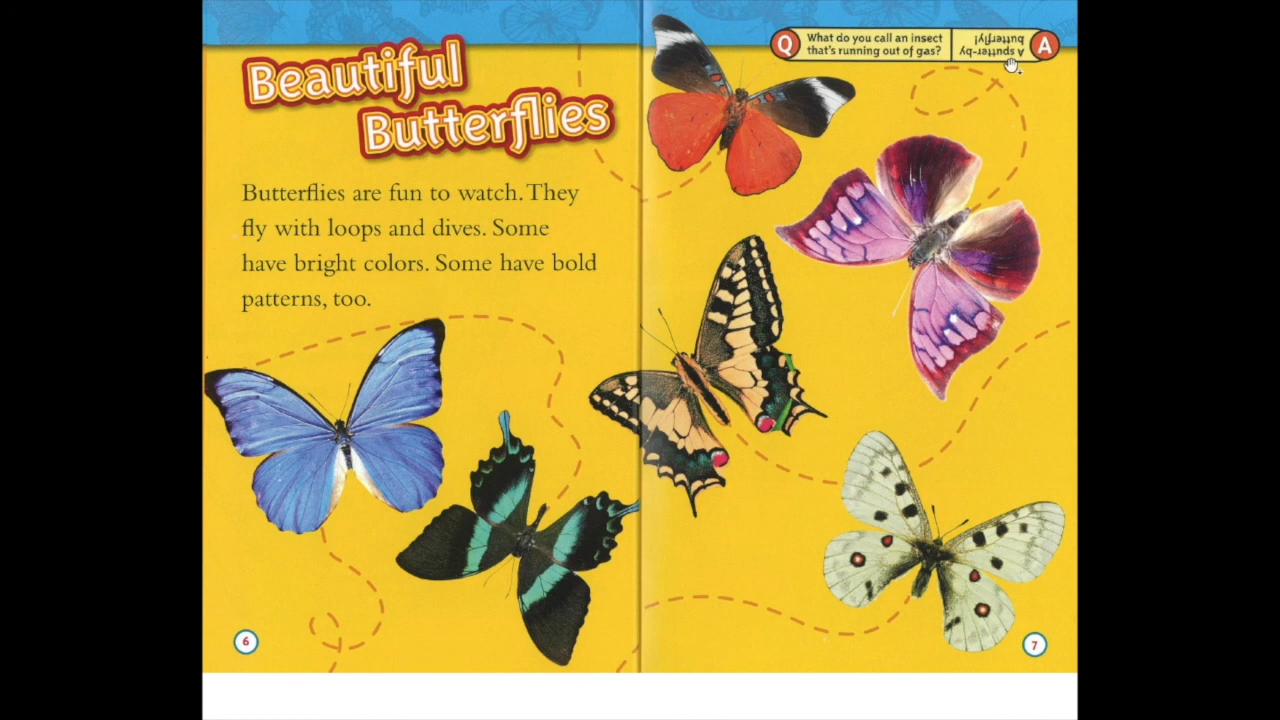 Beautiful
Butterflies
Butterflies are fun to watch. They
fly with loops and dives. Some
have bright colors. Some have bold
patterns, too.
6
Q
What do you call an insect
that's running out of gas?
A sputter-by
butterfly!
A
7